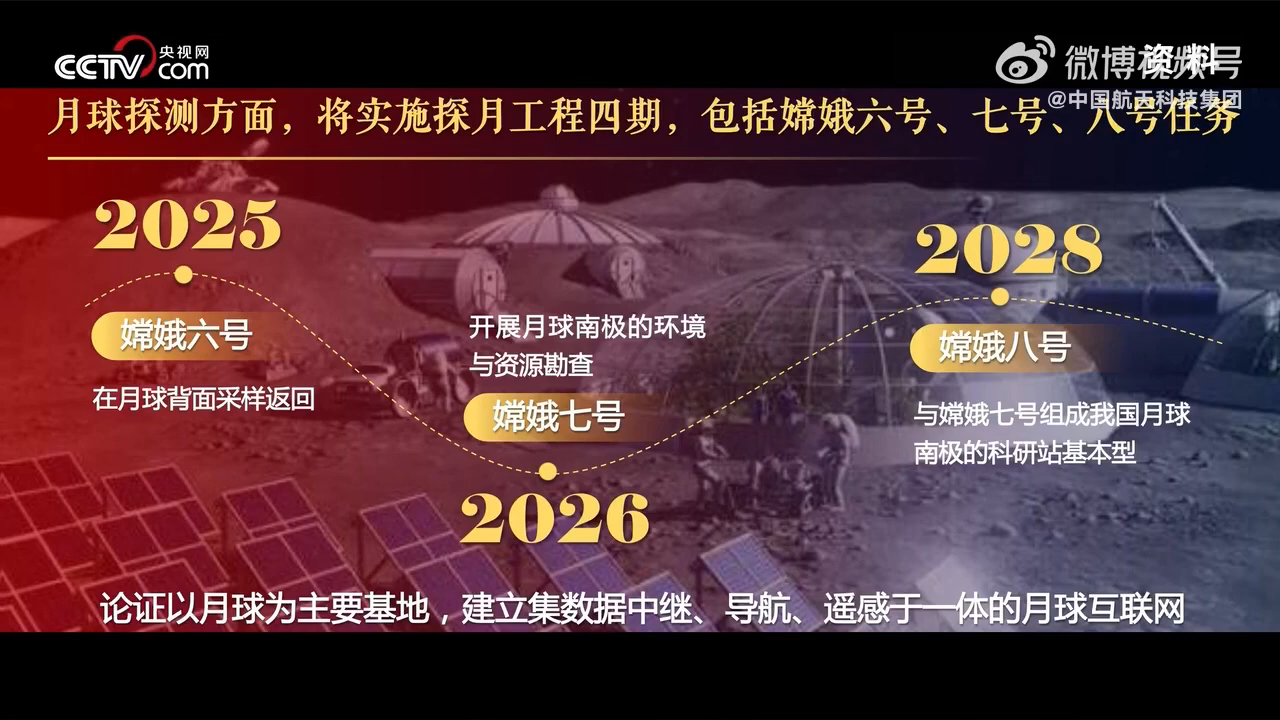 CCTV 央视网
com
微博视频号
资料
@中国航天科技集团
月球探测方面，将实施探月工程四期，包括嫦娥六号、七号、八号任务
2025
嫦娥六号
在月球背面采样返回
开展月球南极的环境
与资源勘查
嫦娥七号
2026
2028
嫦娥八号
与嫦娥七号组成我国月球
南极的科研站基本型
论证以月球为主要基地，建立集数据中继、导航、遥感于一体的月球互联网